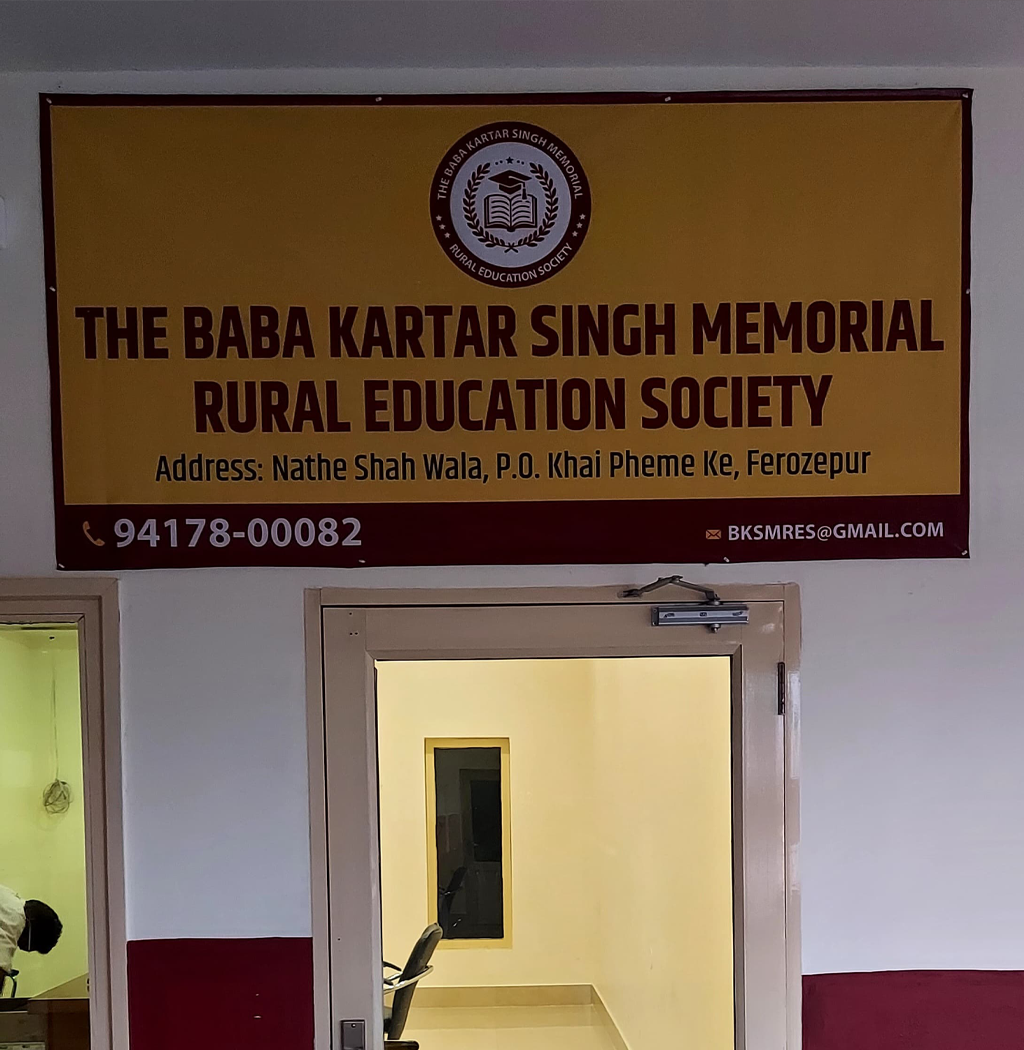 THE BABA KARTAR SINGH MEMORIAL
RURAL EDUCATION SOCIETY
THE BABA KARTAR SINGH MEMORIAL
RURAL EDUCATION SOCIETY
Address: Nathe Shah Wala, P.O. Khai Pheme Ke, Ferozepur
94178-00082
BKSMRES@GMAIL.COM